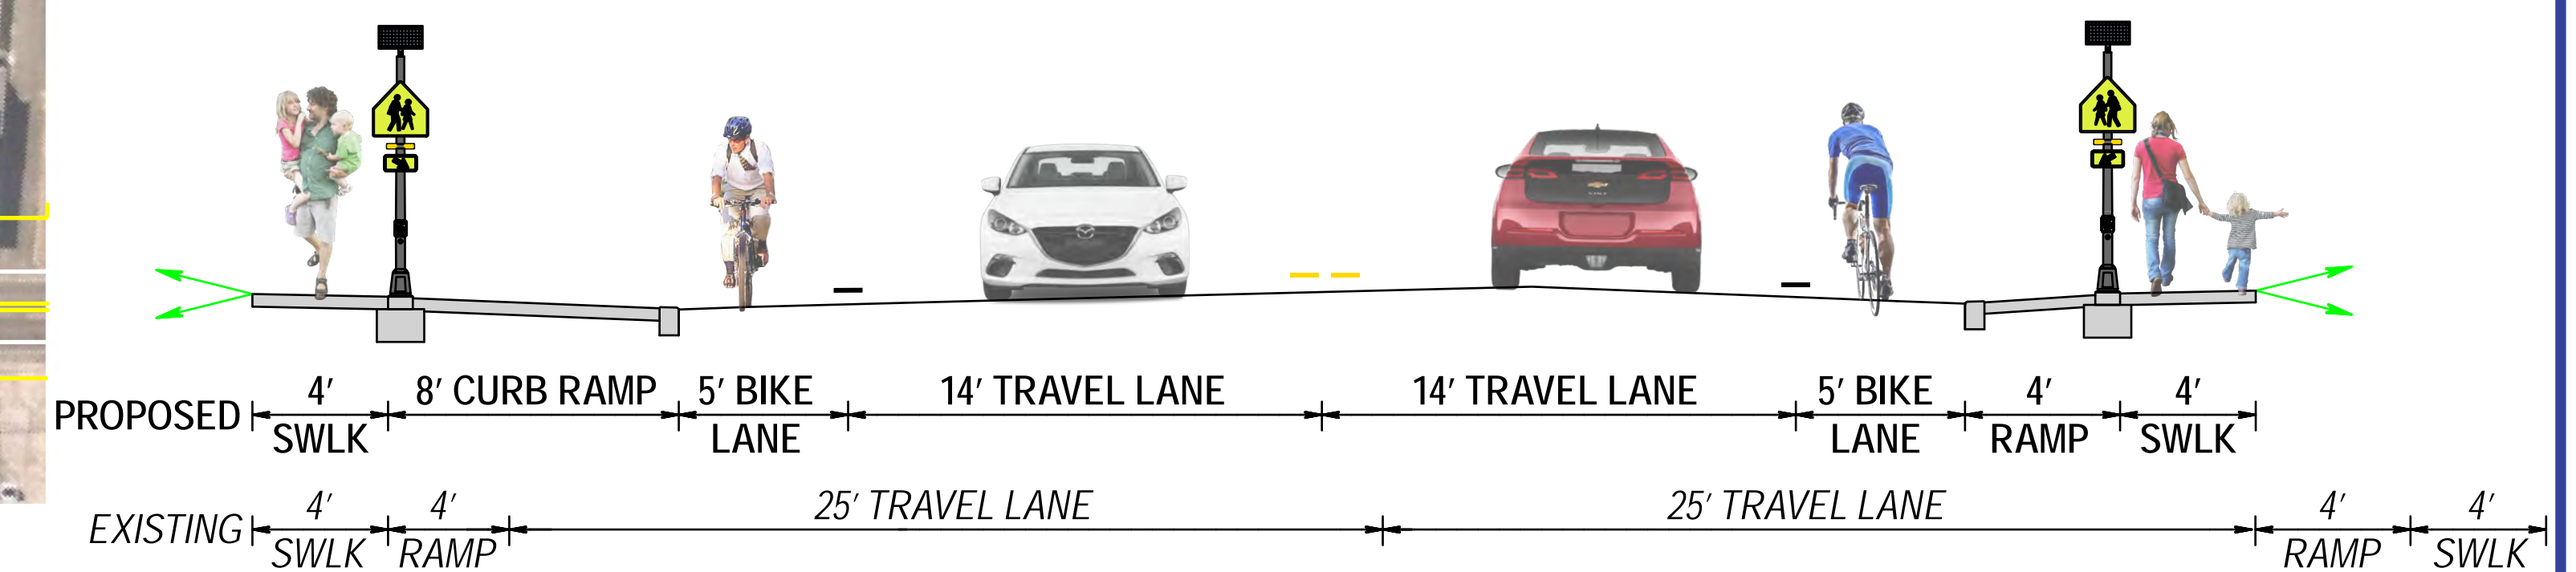 4' 8' CURB RAMP 5' BIKE 14' TRAVEL LANE 14' TRAVEL LANE 5' BIKE 4' 4'
PROPOSED
SWLK LANE LANE RAMP SWLK
4' 4' 25' TRAVEL LANE 25' TRAVEL LANE 4' 4'
EXISTING
SWLK RAMP RAMP SWLK